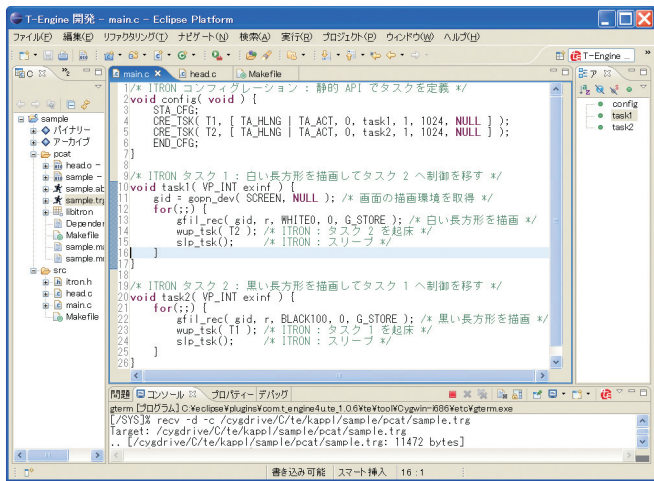 T-Engine 開発 - main.c - Eclipse Platform
ファイル(F) 編集(E) リファクタリング(T) ナビゲート(N) 検索(A) 実行(R) プロジェクト(P) ウィンドウ(W) ヘルプ(H)
T-Engine ...
C
main.c
head.c
Makefile
ア
sample
バイナリー
アーカイブ
pcat
head.o -
sample -
sample.ab
sample.trg
libitron
Depender
Makefile
sample.ma
sample.mu
src
itron.h
head.c
main.c
Makefile
1/* ITRON コンフィグレーション : 静的 API でタスクを定義 */
2void config( void ) {
3 STA_CFG;
4 CRE_TSK( T1, { TA_HLNG | TA_ACT, 0, task1, 1, 1024, NULL } );
5 CRE_TSK( T2, { TA_HLNG | TA_ACT, 0, task2, 1, 1024, NULL } );
6 END_CFG;
7}
8
9/* ITRON タスク 1 : 白い長方形を描画してタスク 2 へ制御を移す */
10void task1( VP_INT exinf ) {
11 gid = gopn_dev( SCREEN, NULL ); /* 画面の描画環境を取得 */
12 for(;;) {
13 gfil_rec( gid, r, WHITE0, 0, G_STORE ); /* 白い長方形を描画 */
14 wup_tsk( T2 ); /* ITRON : タスク 2 を起床 */
15 slp_tsk(); /* ITRON : スリープ */
16 }
17}
18
19/* ITRON タスク 2 : 黒い長方形を描画してタスク 1 へ制御を移す */
20void task2( VP_INT exinf ) {
21 for(;;) {
22 gfil_rec( gid, r, BLACK100, 0, G_STORE ); /* 黒い長方形を描画 */
23 wup_tsk( T1 ); /* ITRON : タスク 1 を起床 */
24 slp_tsk(); /* ITRON : スリープ */
25 }
26}
config
task1
task2
問題 コンソール プロパティー デバッグ
gterm [プログラム] C:¥eclipse¥plugins¥com.t_engine4u.te_1.0.6¥te¥tool¥Cygwin-i686¥etc¥gterm.exe
[/SYS]% recv -d -c /cygdrive/C/te/kappl/sample/pcat/sample.trg
Target: /cygdrive/C/te/kappl/sample/pcat/sample.trg
.. [/cygdrive/C/te/kappl/sample/pcat/sample.trg: 11472 bytes]
書き込み可能 スマート挿入 16 : 1